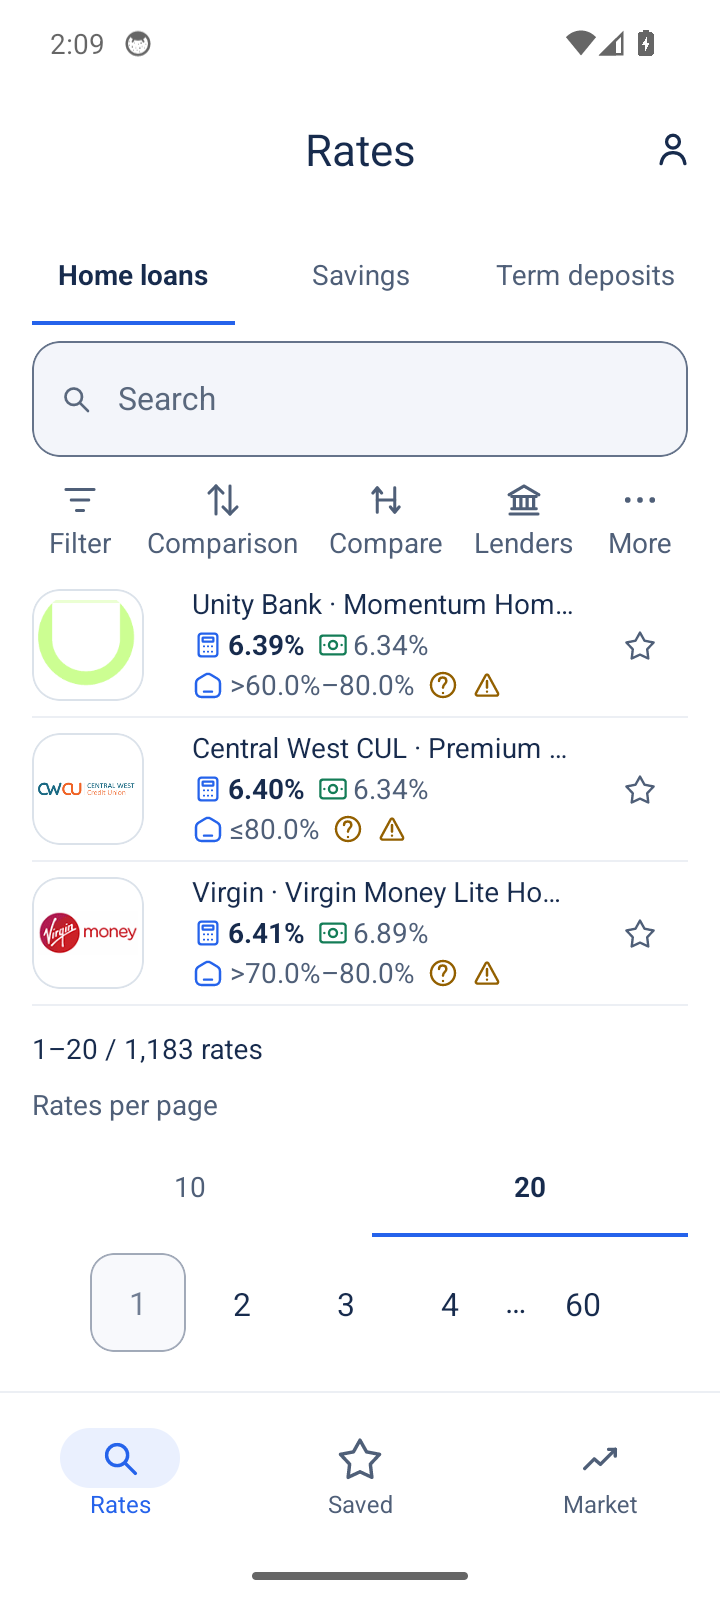 2:09
Rates
Home loans Savings Term deposits
Search
Filter Comparison Compare Lenders More
Unity Bank · Momentum Hom...
6.39% 6.34%
>60.0%–80.0%
CWCU CENTRAL WEST Credit Union
Central West CUL · Premium ...
6.40% 6.34%
≤80.0%
Virgin money
Virgin · Virgin Money Lite Ho...
6.41% 6.89%
>70.0%–80.0%
1–20 / 1,183 rates
Rates per page
10 20
1 2 3 4 ... 60
Rates Saved Market